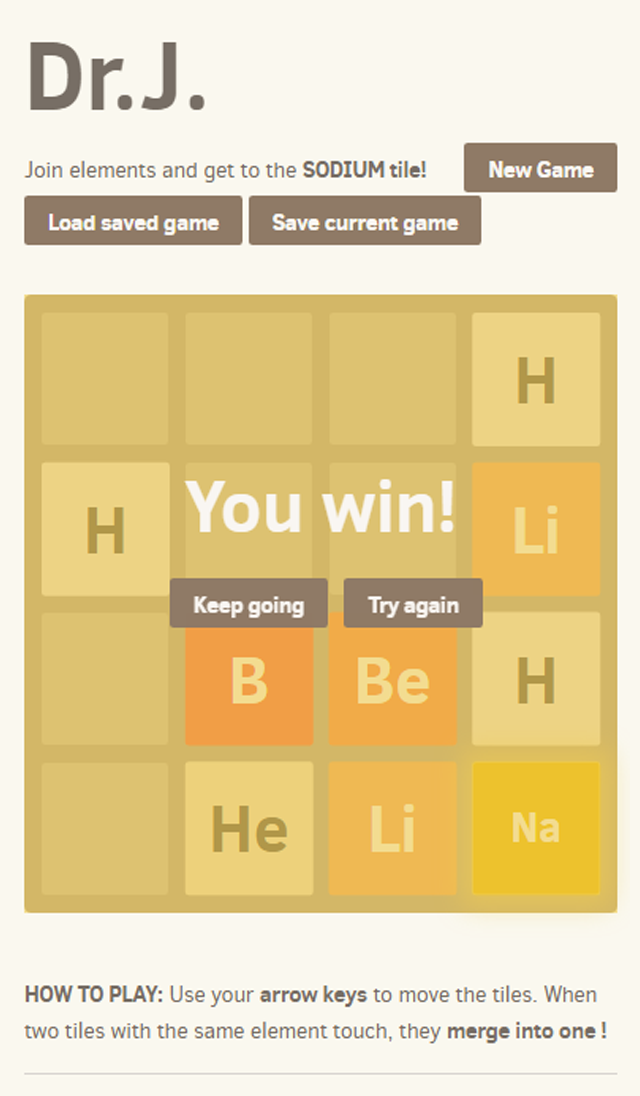 Dr.J.
Join elements and get to the SODIUM tile!
New Game
Load saved game
Save current game
H
H
You win!
Li
Keep going
Try again
B
Be
H
He
Li
Na
HOW TO PLAY: Use your arrow keys to move the tiles. When
two tiles with the same element touch, they merge into one !